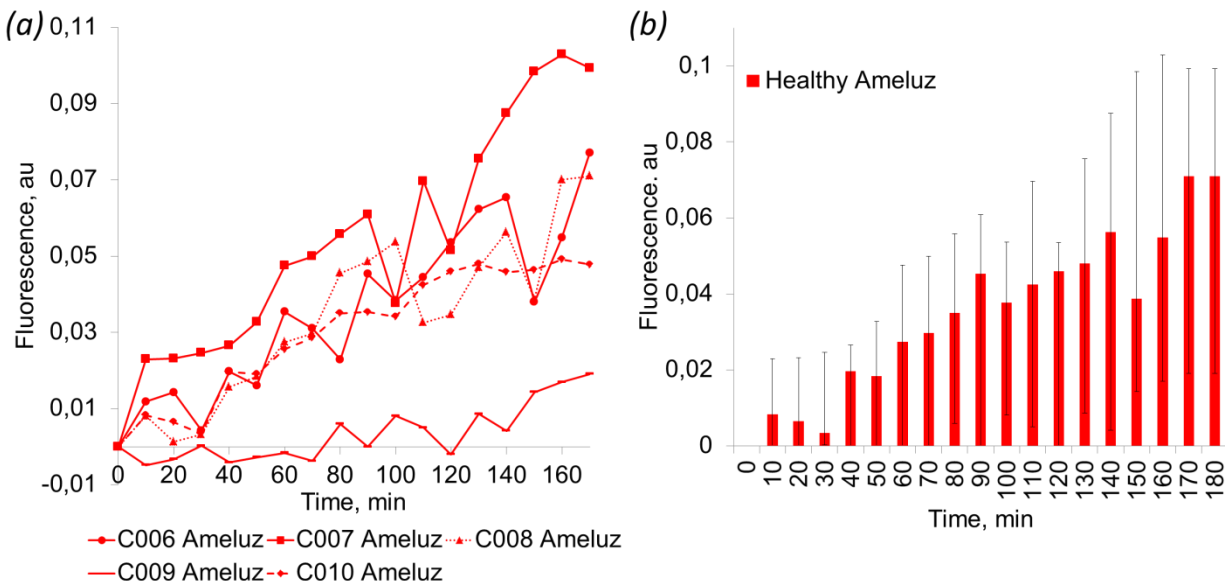 (a)
0,11
0,09
0,07
0,05
0,03
0,01
-0,01
Fluorescence, au
0 20 40 60 80 100 120 140 160
Time, min
C006 Ameluz C007 Ameluz C008 Ameluz
C009 Ameluz C010 Ameluz
(b)
Healthy Ameluz
0,1
0,08
0,06
0,04
0,02
0
Fluorescence. au
0 10 20 30 40 50 60 70 80 90 100 110 120 130 140 150 160 170 180
Time, min